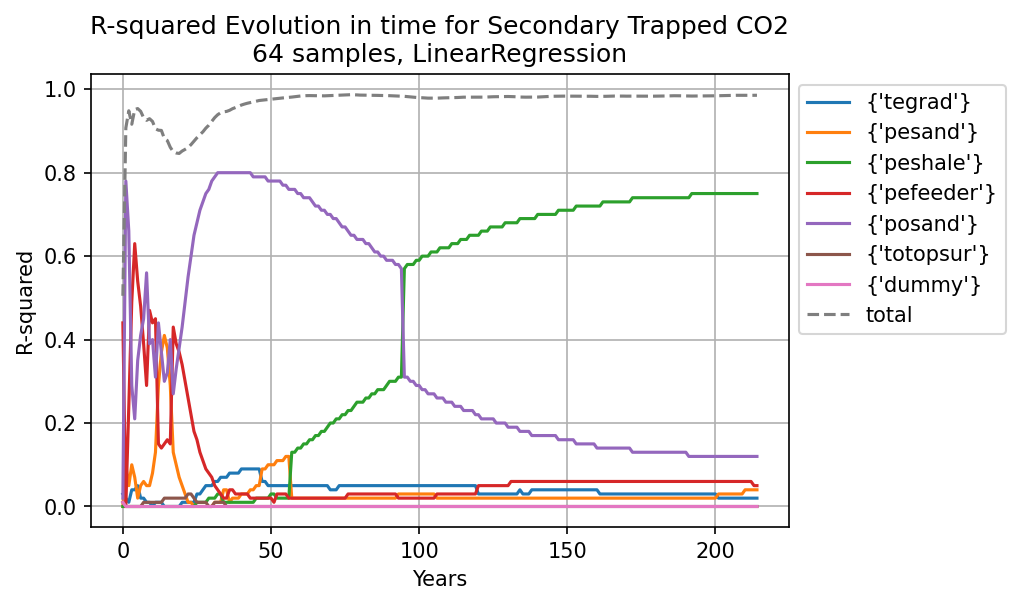 R-squared Evolution in time for Secondary Trapped CO2
64 samples, LinearRegression
1.0
0.8
0.6
0.4
0.2
0.0
R-squared
0 50 100 150 200
Years
{'tegrad'}
{'pesand'}
{'peshale'}
{'pefeeder'}
{'posand'}
{'totopsur'}
{'dummy'}
total